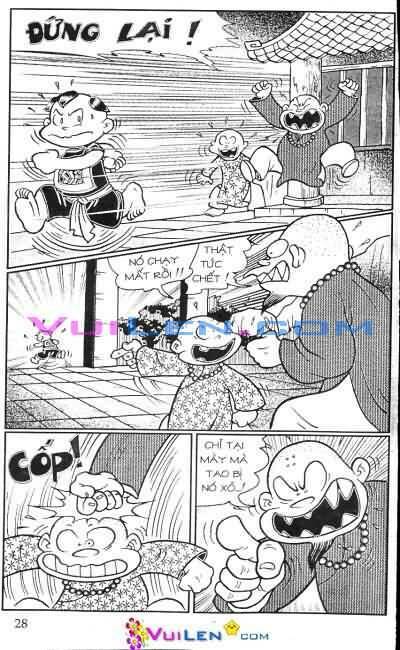 ĐỨNG LẠI !
NÓ CHẠY
MẤT RỒI !!
THẬT
TỨC
CHẾT !
VUILEN.COM
CỐP!
CHỈ TẠI
MÀY MÀ
TAO BỊ
NÓ XỎ...!
28
VUILEN COM